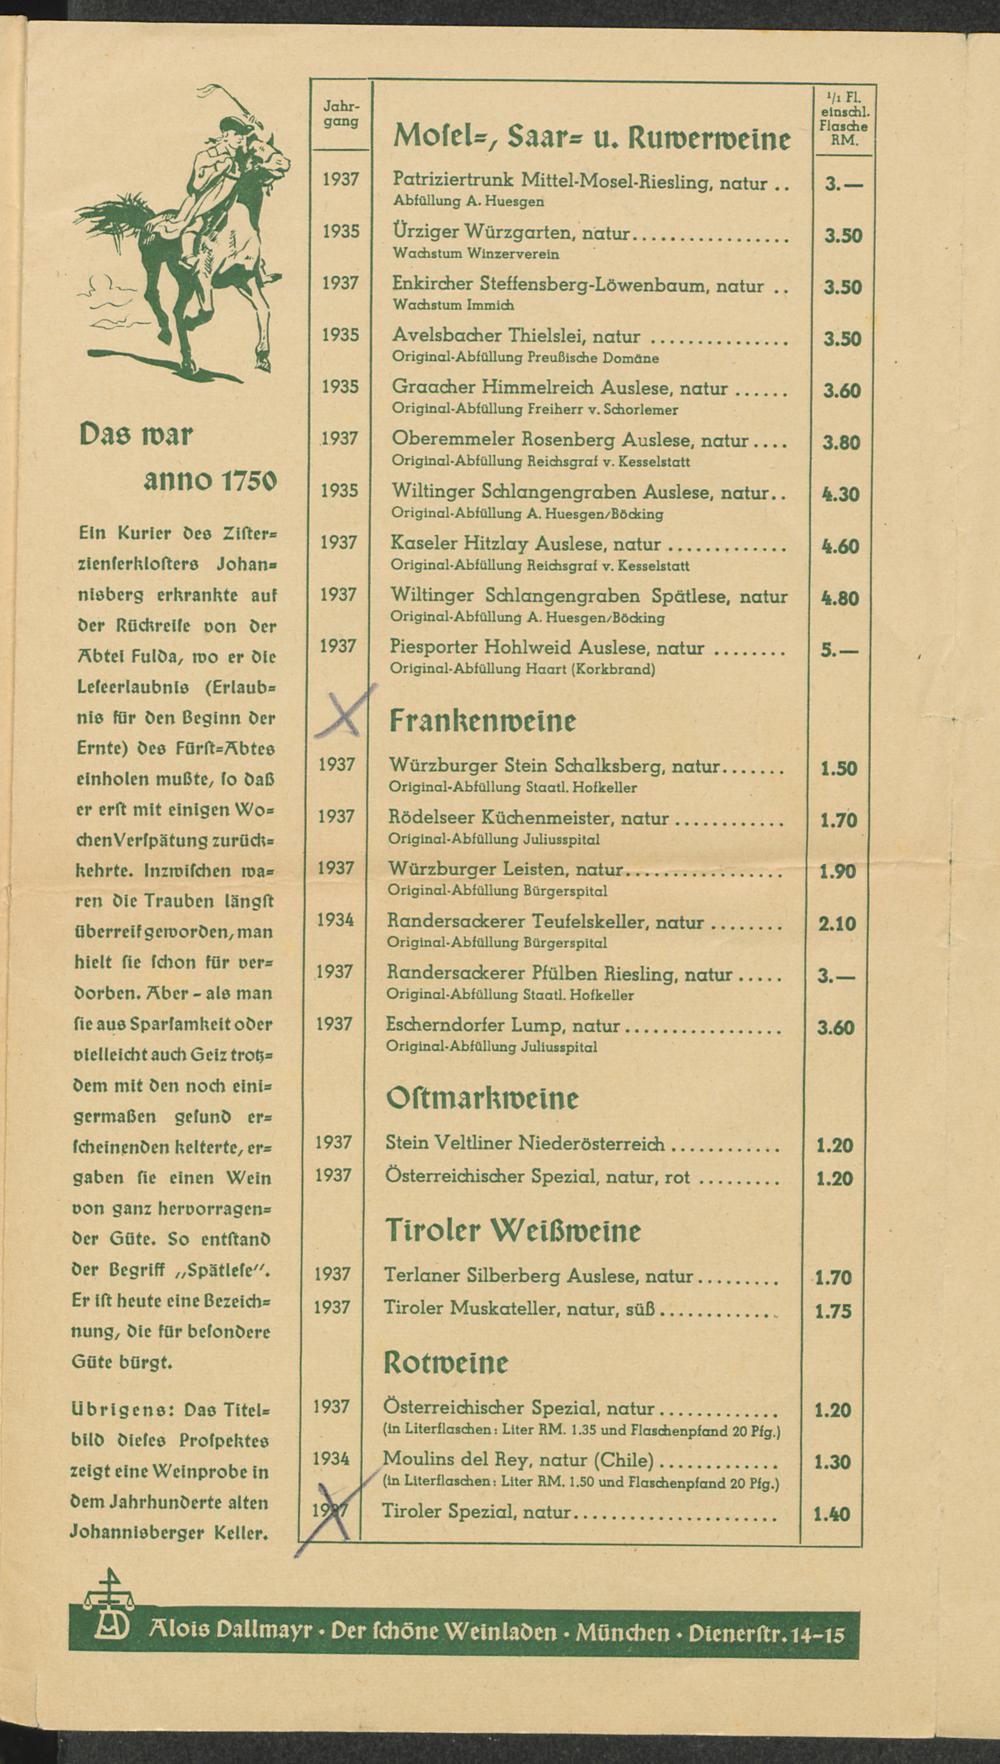 Das war
anno 1750
Ein Kurier des Zister=
zienserklosters Johan=
nisberg erkrankte auf
der Rückreise von der
Abtei Fulda, wo er die
Leseerlaubnis (Erlaub=
nis für den Beginn der
Ernte) des Fürst=Abtes
einholen mußte, so daß
er erst mit einigen Wo=
chen Verspätung zurück=
kehrte. Inzwischen wa=
ren die Trauben längst
überreif geworden, man
hielt sie schon für ver=
dorben. Aber – als man
sie aus Sparsamkeit oder
vielleicht auch Geiz trotz=
dem mit den noch eini=
germaßen gesund er=
scheinenden kelterte, er=
gaben sie einen Wein
von ganz hervorragen=
der Güte. So entstand
der Begriff „Spätlese“.
Er ist heute eine Bezeich=
nung, die für besondere
Güte bürgt.
Übrigens: Das Titel=
bild dieses Prospektes
zeigt eine Weinprobe in
dem Jahrhunderte alten
Johannisberger Keller.
Jahr-
gang
1/1 Fl.
einschl.
Flasche
RM.
Mosel=, Saar= u. Ruwerweine
1937 Patriziertrunk Mittel-Mosel-Riesling, natur .. 3.—
Abfüllung A. Huesgen
1935 Ürziger Würzgarten, natur.................. 3.50
Wachstum Winzerverein
1937 Enkircher Steffensberg-Löwenbaum, natur .. 3.50
Wachstum Immich
1935 Avelsbacher Thielslei, natur ................ 3.50
Original-Abfüllung Preußische Domäne
1935 Graacher Himmelreich Auslese, natur ...... 3.60
Original-Abfüllung Freiherr v. Schorlemer
1937 Oberemmeler Rosenberg Auslese, natur .... 3.80
Original-Abfüllung Reichsgraf v. Kesselstatt
1935 Wiltinger Schlangengraben Auslese, natur.. 4.30
Original-Abfüllung A. Huesgen/Böcking
1937 Kaseler Hitzlay Auslese, natur ............. 4.60
Original-Abfüllung Reichsgraf v. Kesselstatt
1937 Wiltinger Schlangengraben Spätlese, natur 4.80
Original-Abfüllung A. Huesgen/Böcking
1937 Piesporter Hohlweid Auslese, natur ........ 5.—
Original-Abfüllung Haart (Korkbrand)
Frankenweine
1937 Würzburger Stein Schalksberg, natur....... 1.50
Original-Abfüllung Staatl. Hofkeller
1937 Rödelseer Küchenmeister, natur ............ 1.70
Original-Abfüllung Juliusspital
1937 Würzburger Leisten, natur.................. 1.90
Original-Abfüllung Bürgerspital
1934 Randersackerer Teufelskeller, natur ........ 2.10
Original-Abfüllung Bürgerspital
1937 Randersackerer Pfülben Riesling, natur ..... 3.—
Original-Abfüllung Staatl. Hofkeller
1937 Escherndorfer Lump, natur .................. 3.60
Original-Abfüllung Juliusspital
Ostmarkweine
1937 Stein Veltliner Niederösterreich ............ 1.20
1937 Österreichischer Spezial, natur, rot ......... 1.20
Tiroler Weißweine
1937 Terlaner Silberberg Auslese, natur ......... 1.70
1937 Tiroler Muskateller, natur, süß ............. 1.75
Rotweine
1937 Österreichischer Spezial, natur ............. 1.20
(in Literflaschen: Liter RM. 1.35 und Flaschenpfand 20 Pfg.)
1934 Moulins del Rey, natur (Chile) ............. 1.30
(in Literflaschen: Liter RM. 1.50 und Flaschenpfand 20 Pfg.)
1937 Tiroler Spezial, natur....................... 1.40
AD Alois Dallmayr · Der schöne Weinladen · München · Dienerstr. 14–15